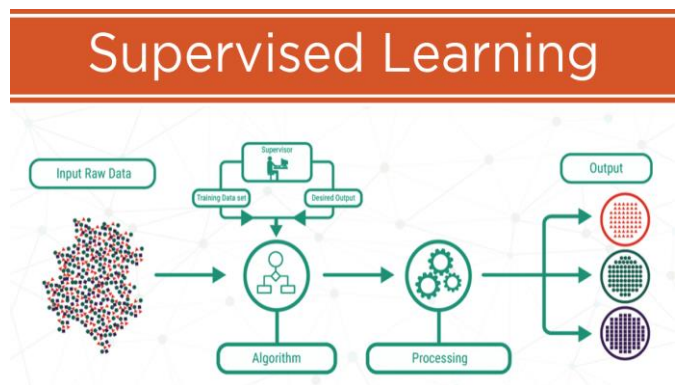 Supervised Learning
Supervisor
Input Raw Data
Output
Training Data set
Desired Output
Algorithm
Processing